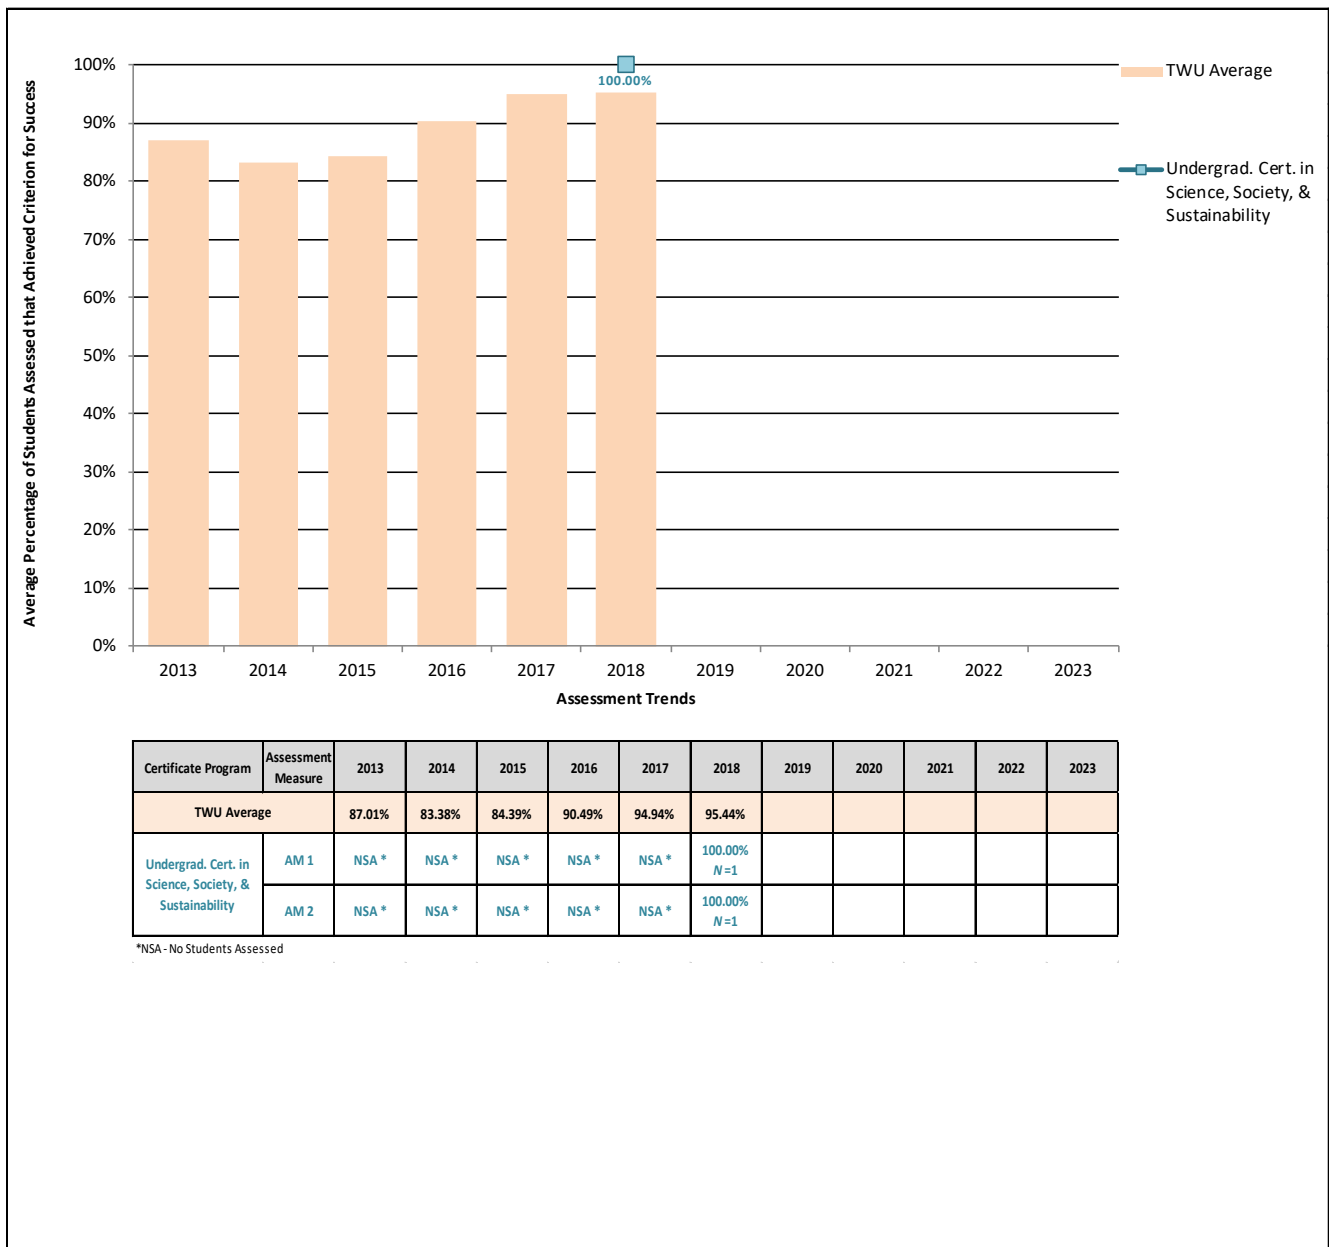 Average Percentage of Students Assessed that Achieved Criterion for Success
100%
90%
80%
70%
60%
50%
40%
30%
20%
10%
0%
100.00%
2013 2014 2015 2016 2017 2018 2019 2020 2021 2022 2023
Assessment Trends
TWU Average
Undergrad. Cert. in
Science, Society, &
Sustainability
Certificate Program Assessment Measure 2013 2014 2015 2016 2017 2018 2019 2020 2021 2022 2023
TWU Average 87.01% 83.38% 84.39% 90.49% 94.94% 95.44%
Undergrad. Cert. in
Science, Society, &
Sustainability
AM 1 NSA * NSA * NSA * NSA * NSA * 100.00%
N =1
AM 2 NSA * NSA * NSA * NSA * NSA * 100.00%
N =1
*NSA - No Students Assessed